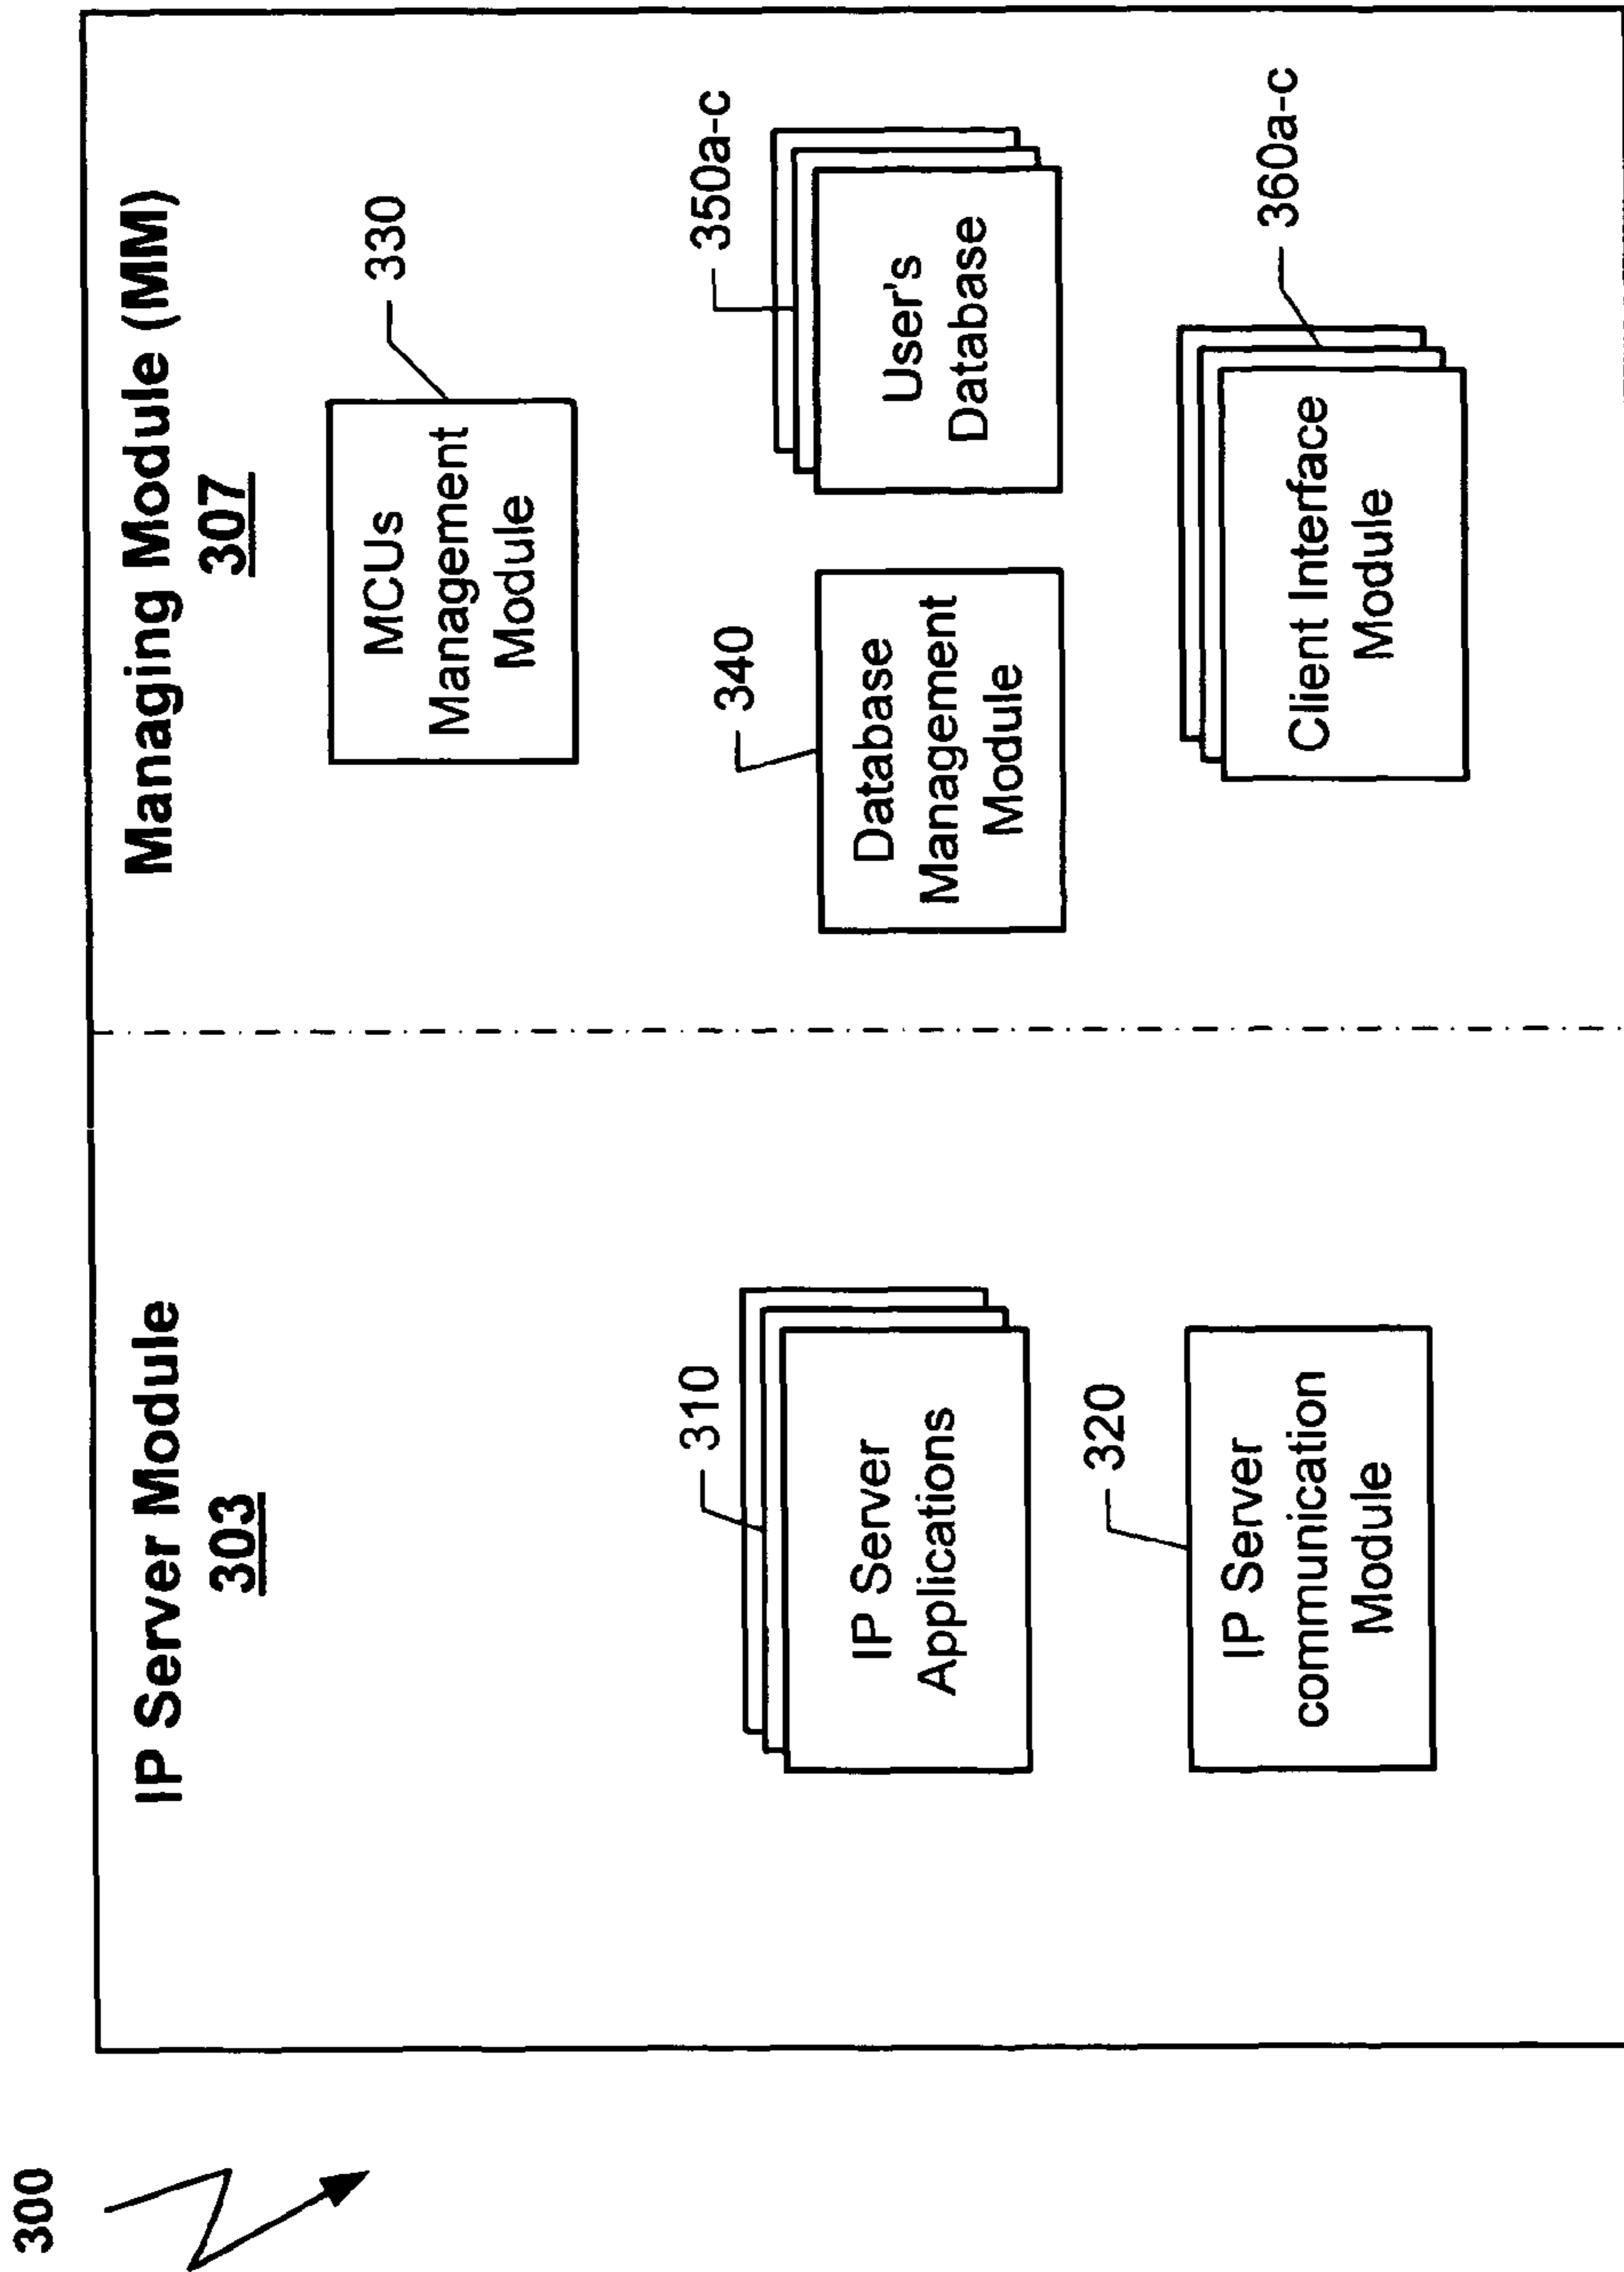 300
IP Server Module
303
310
IP Server
Applications
320
IP Server
communication
Module
Managing Module (MM)
307
330
MCUs
Management
Module
340
Database
Management
Module
350a-c
User's
Database
360a-c
Client Interface
Module